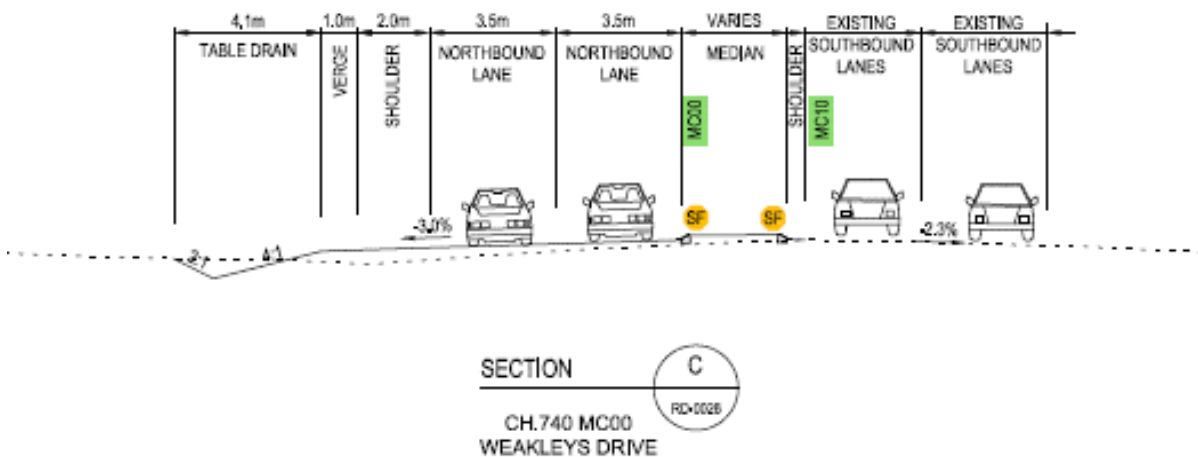 4.1m 1.0m 2.0m 3.5m 3.5m VARIES EXISTING EXISTING
TABLE DRAIN VERGE SHOULDER NORTHBOUND NORTHBOUND MEDIAN SHOULDER SOUTHBOUND SOUTHBOUND
LANE LANE LANES LANES
MC00 MC10
SF SF
-3.0% -2.3%
2:1 4:1
SECTION C
RD-0026
CH.740 MC00
WEAKLEYS DRIVE